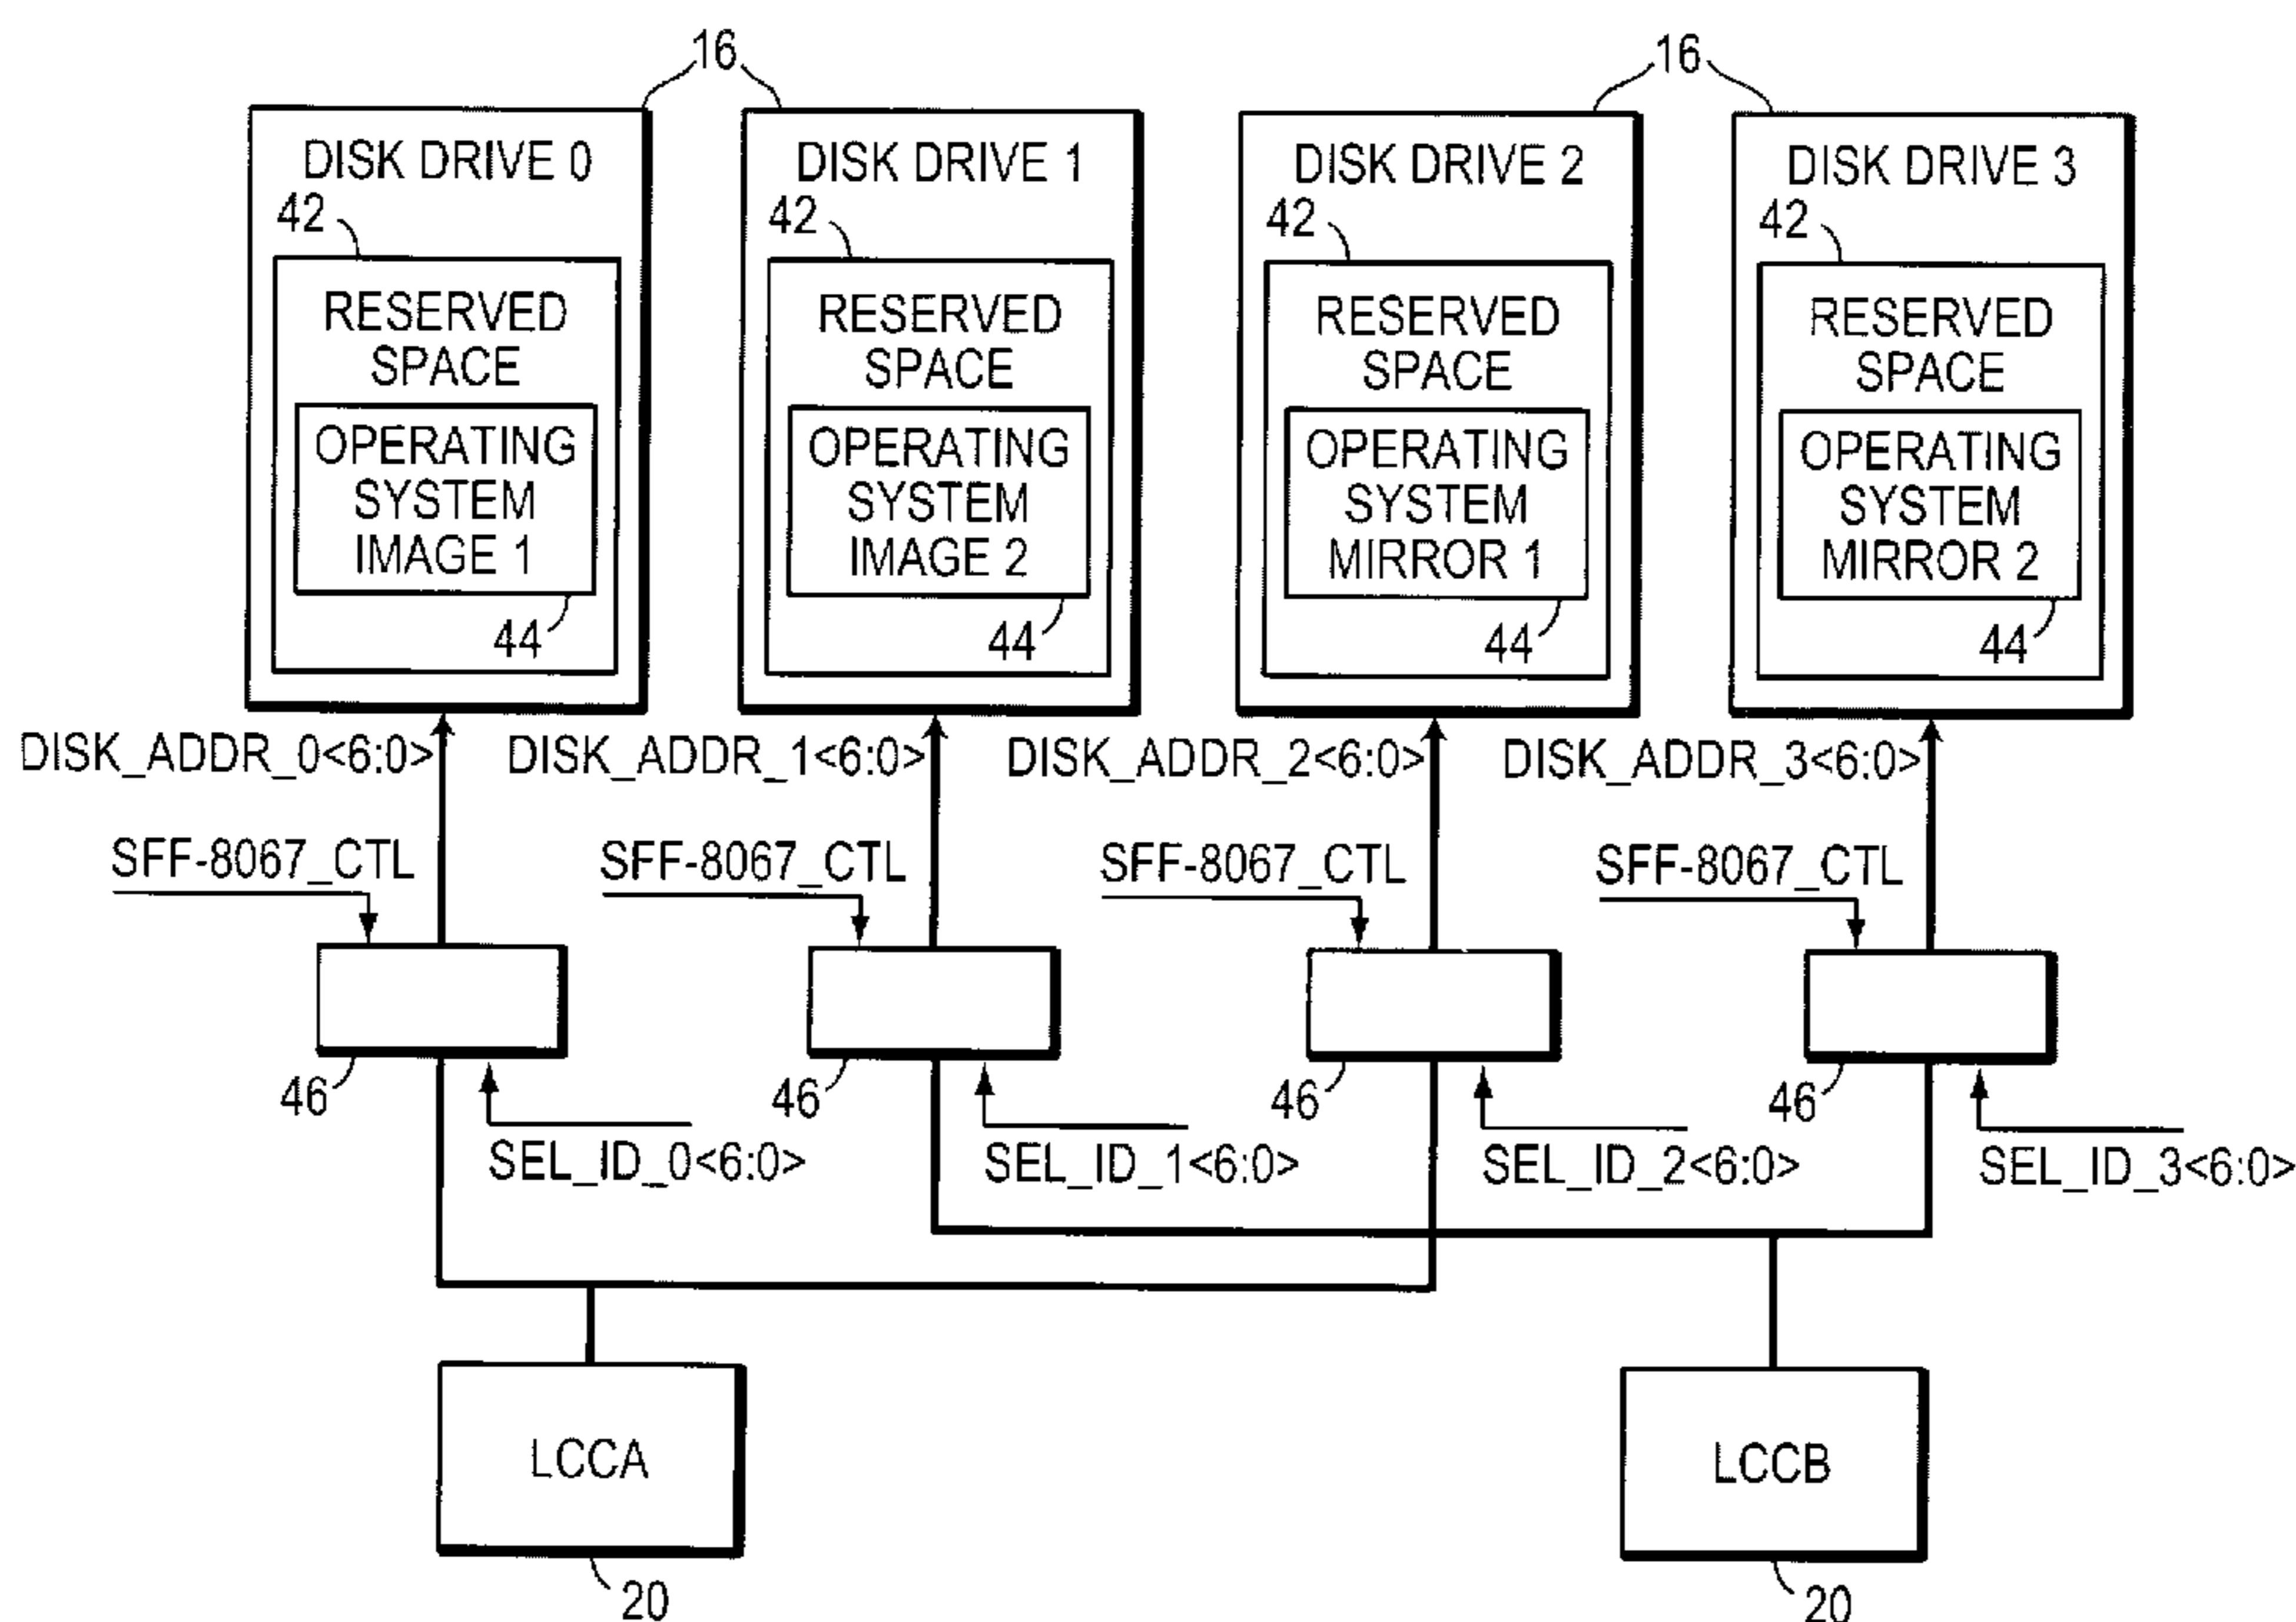 16
16
DISK DRIVE 0
DISK DRIVE 1
DISK DRIVE 2
DISK DRIVE 3
42
42
42
42
RESERVED
SPACE
RESERVED
SPACE
RESERVED
SPACE
RESERVED
SPACE
OPERATING
SYSTEM
IMAGE 1
OPERATING
SYSTEM
IMAGE 2
OPERATING
SYSTEM
MIRROR 1
OPERATING
SYSTEM
MIRROR 2
44
44
44
44
DISK_ADDR_0<6:0>
DISK_ADDR_1<6:0>
DISK_ADDR_2<6:0>
DISK_ADDR_3<6:0>
SFF-8067_CTL
SFF-8067_CTL
SFF-8067_CTL
SFF-8067_CTL
46
46
46
46
SEL_ID_0<6:0>
SEL_ID_1<6:0>
SEL_ID_2<6:0>
SEL_ID_3<6:0>
LCCA
LCCB
20
20